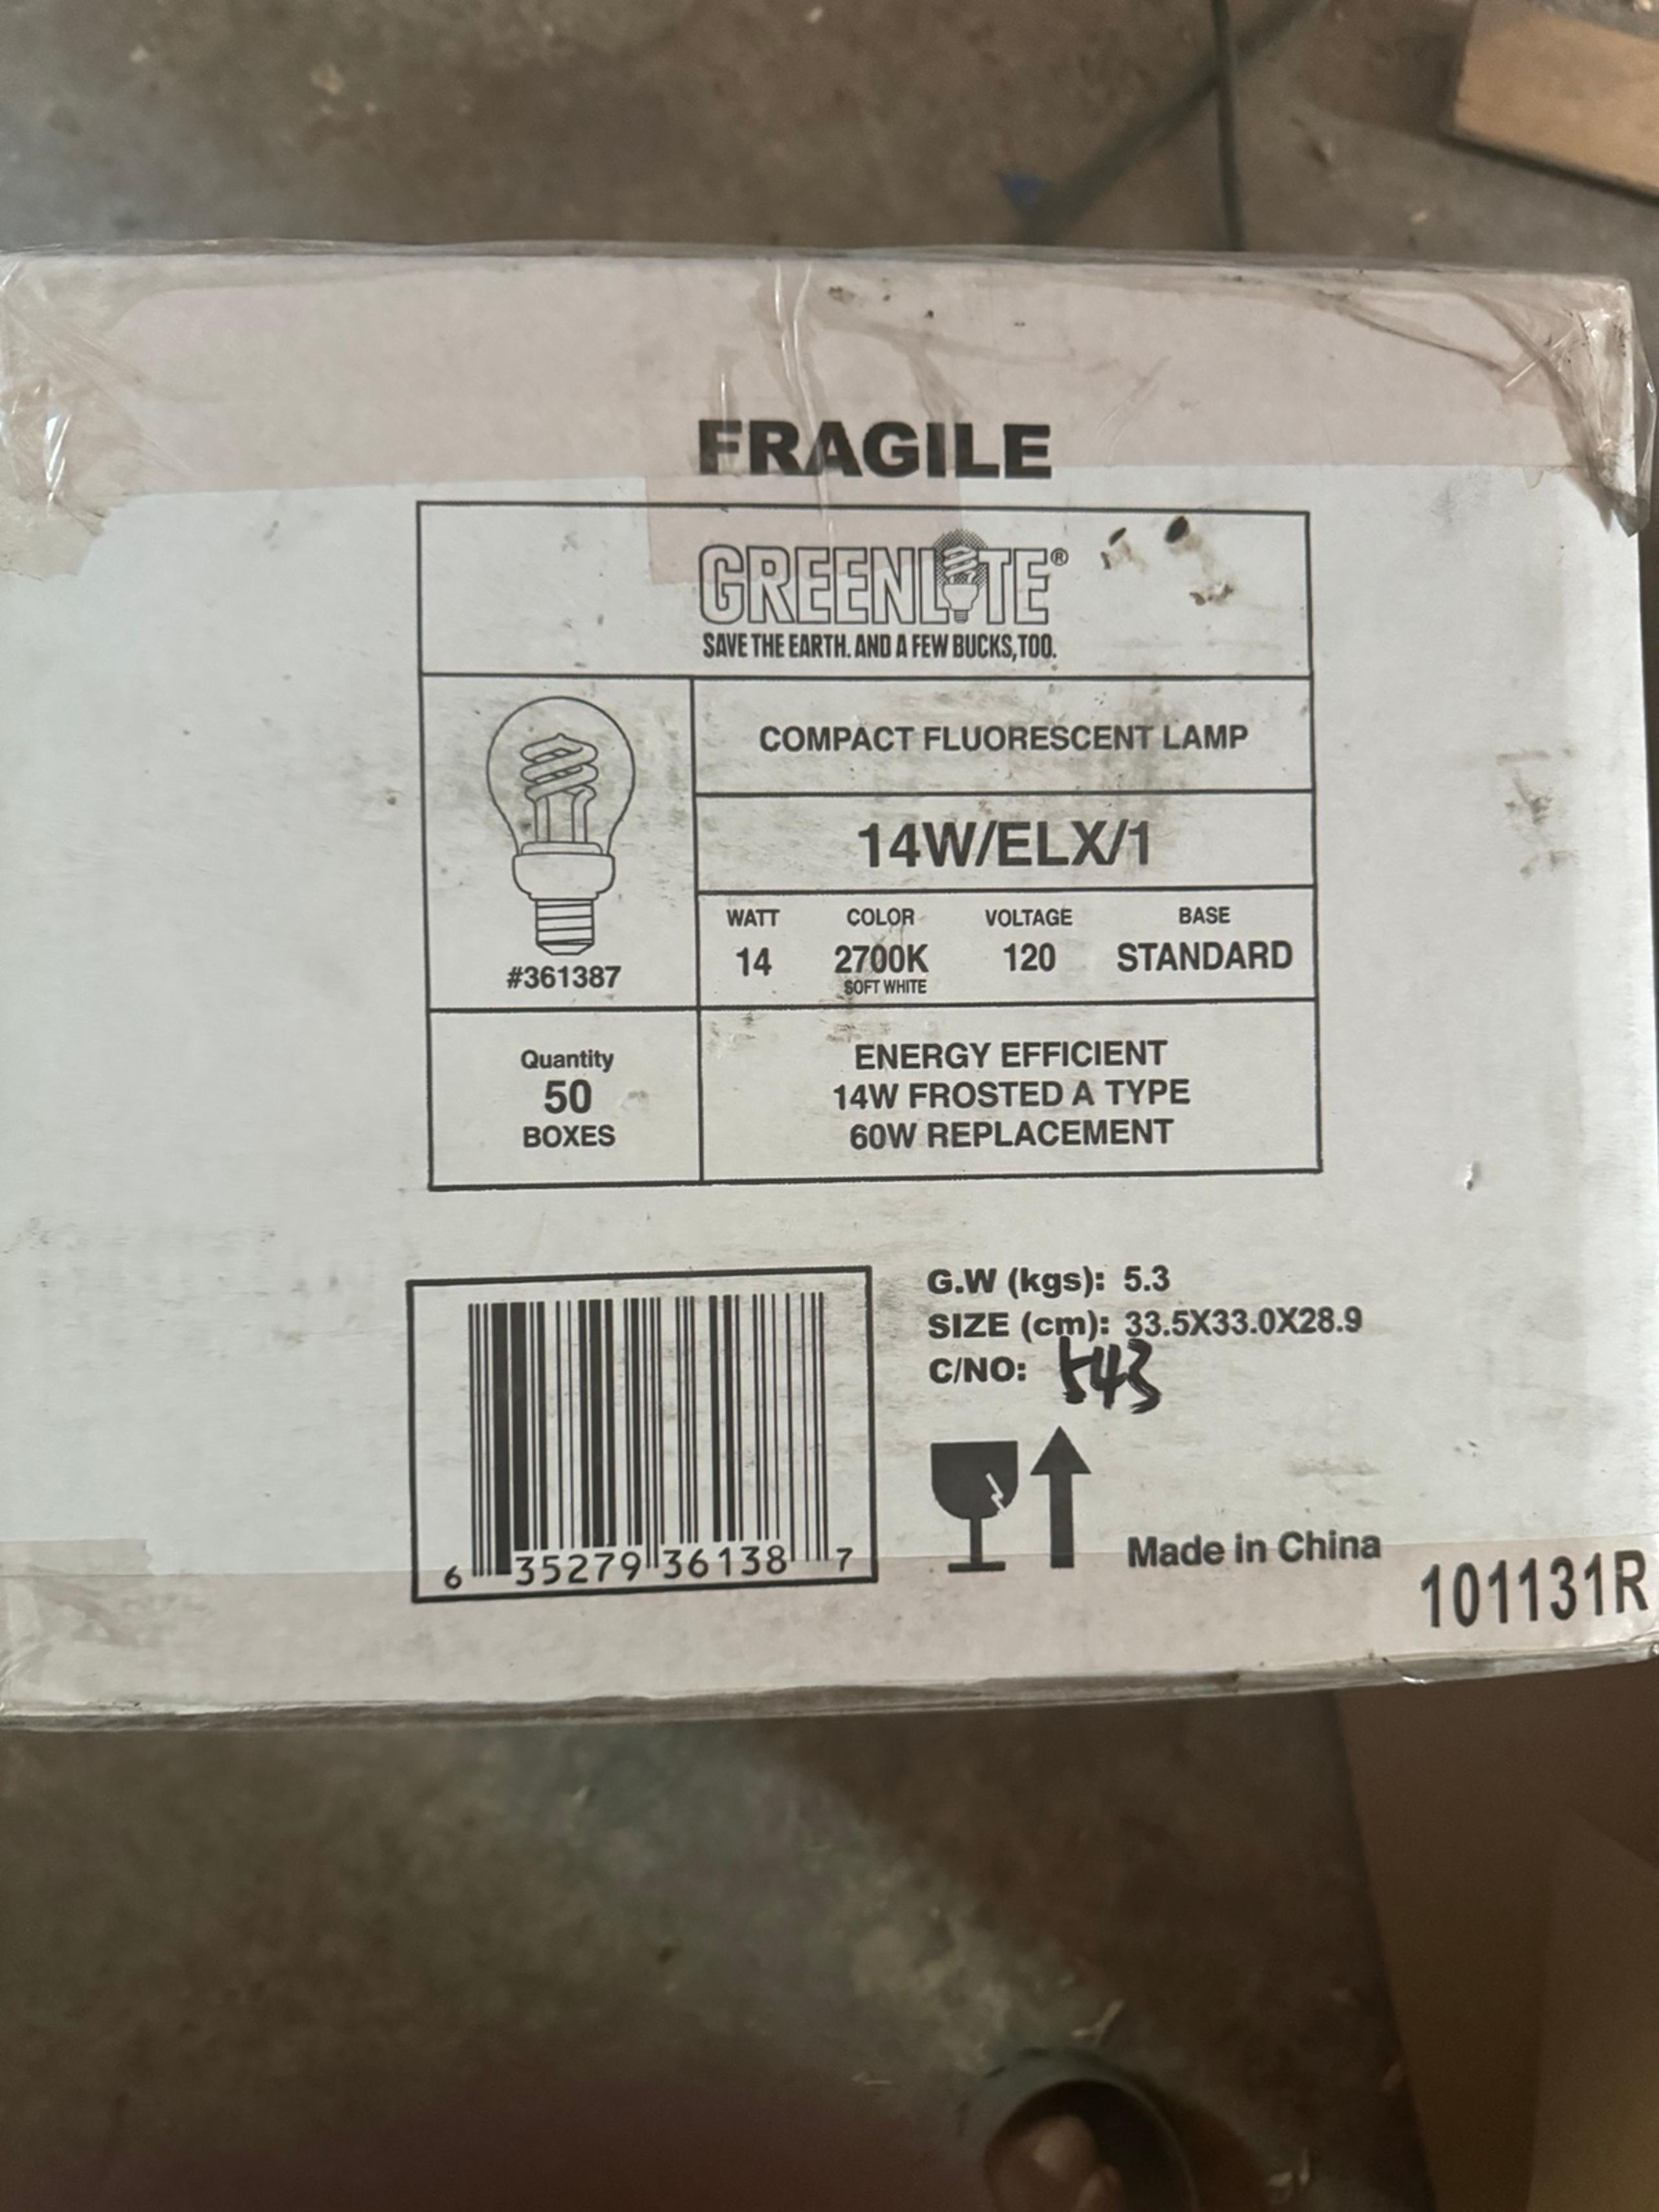 FRAGILE
GREENLITE®
SAVE THE EARTH. AND A FEW BUCKS, TOO.
COMPACT FLUORESCENT LAMP
14W/ELX/1
WATT COLOR VOLTAGE BASE
14 2700K 120 STANDARD
SOFT WHITE
#361387
Quantity
50
BOXES
ENERGY EFFICIENT
14W FROSTED A TYPE
60W REPLACEMENT
G.W (kgs): 5.3
SIZE (cm): 33.5X33.0X28.9
C/NO: 543
6 35279 36138 7
Made in China
101131R